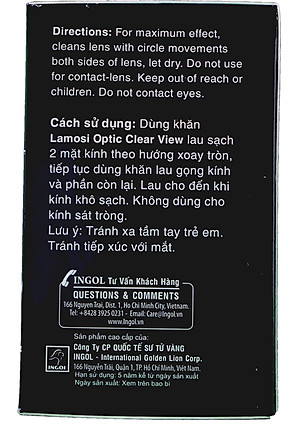 Directions: For maximum effect,
cleans lens with circle movements
both sides of lens, let dry. Do not use
for contact-lens. Keep out of reach or
children. Do not contact eyes.
Cách sử dụng: Dùng khăn
Lamosi Optic Clear View lau sạch
2 mặt kính theo hướng xoay tròn,
tiếp tục dùng khăn lau gọng kính
và phần còn lại. Lau cho đến khi
kính khô sạch. Không dùng cho
kính sát tròng.
Lưu ý: Tránh xa tầm tay trẻ em.
Tránh tiếp xúc với mắt.
INGOL Tư Vấn Khách Hàng
QUESTIONS & COMMENTS
166 Nguyen Trai, Dist. 1, Ho Chi Minh City, Vietnam.
Tel: +8428 3925 0231 - Email: Care@Ingol.vn
www.Ingol.vn
Sản phẩm cao cấp của:
Công Ty CP QUỐC TẾ SƯ TỬ VÀNG
INGOL - International Golden Lion Corp.
166 Nguyễn Trãi, Quận 1, TP. Hồ Chí Minh, Việt Nam.
Hạn sử dụng: 5 năm kể từ ngày sản xuất
Ngày sản xuất: Xem trên bao bì
INGOL